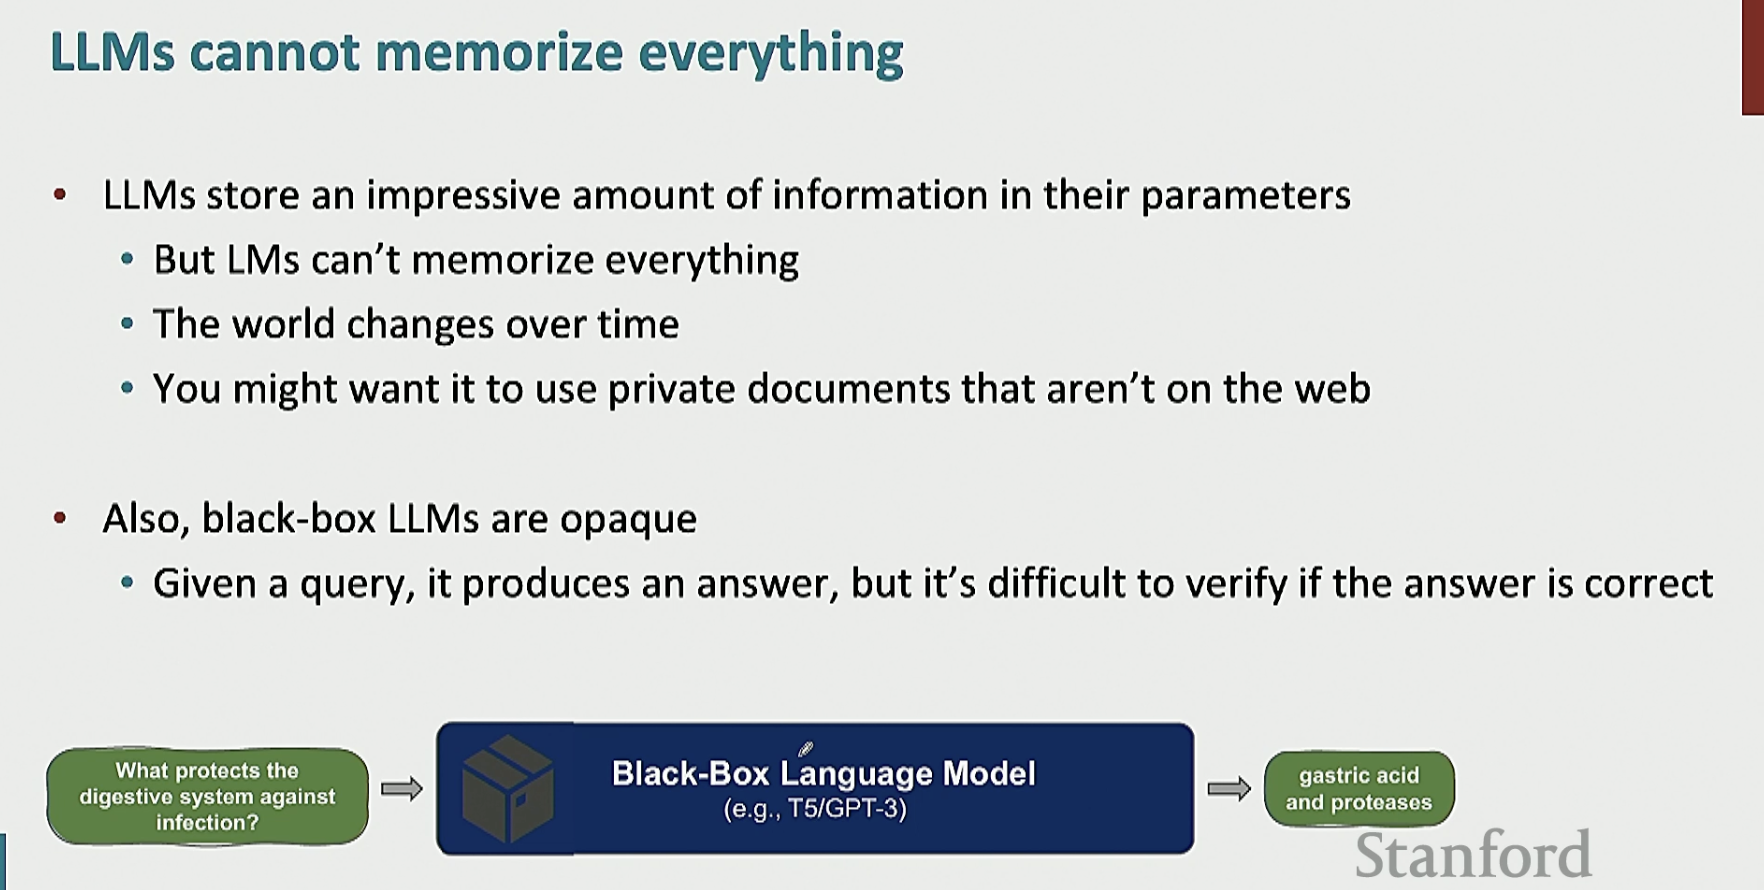 LLMs cannot memorize everything
• LLMs store an impressive amount of information in their parameters
• But LMs can’t memorize everything
• The world changes over time
• You might want it to use private documents that aren’t on the web
• Also, black-box LLMs are opaque
• Given a query, it produces an answer, but it’s difficult to verify if the answer is correct
What protects the
digestive system against
infection?
Black-Box Language Model
(e.g., T5/GPT-3)
gastric acid
and proteases
Stanford